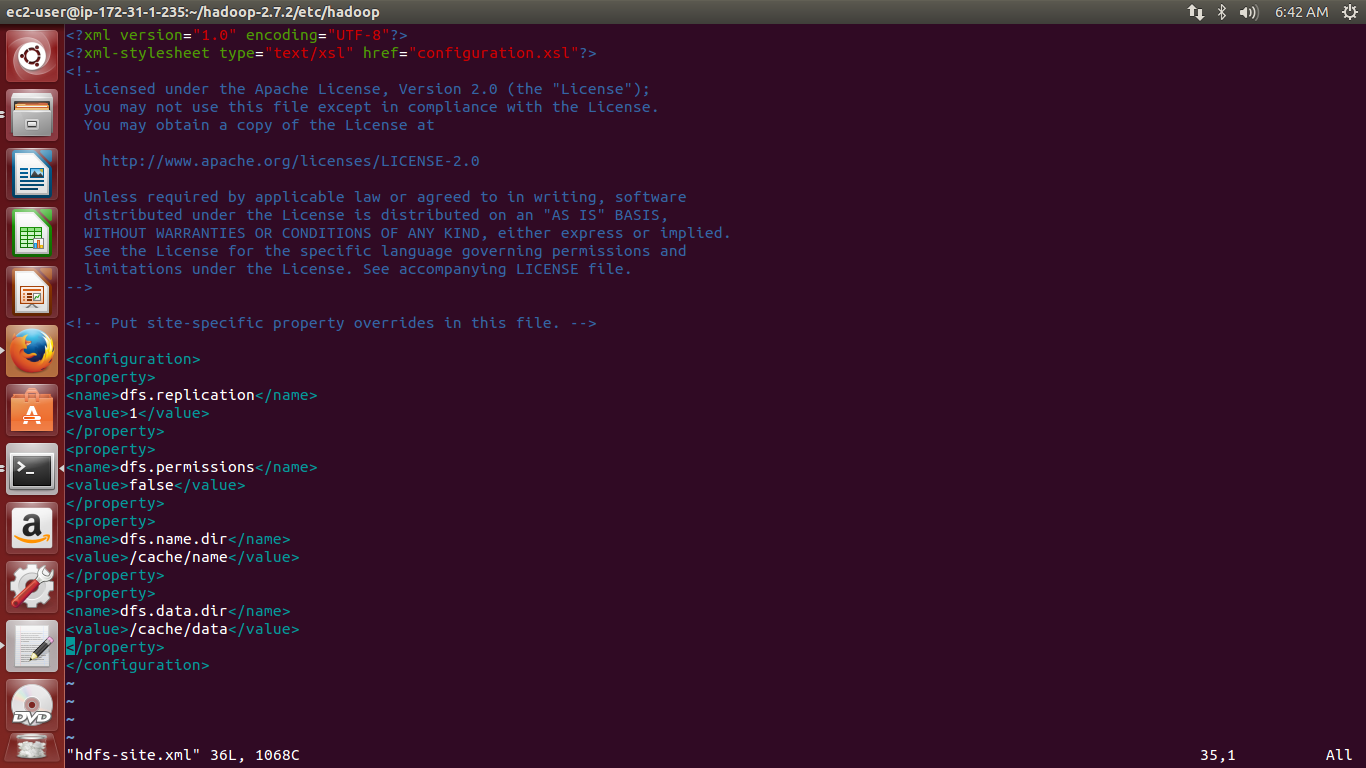 ec2-user@ip-172-31-1-235:~/hadoop-2.7.2/etc/hadoop
6:42 AM
<?xml version="1.0" encoding="UTF-8"?>
<?xml-stylesheet type="text/xsl" href="configuration.xsl"?>
<!--
  Licensed under the Apache License, Version 2.0 (the "License");
  you may not use this file except in compliance with the License.
  You may obtain a copy of the License at

    http://www.apache.org/licenses/LICENSE-2.0

  Unless required by applicable law or agreed to in writing, software
  distributed under the License is distributed on an "AS IS" BASIS,
  WITHOUT WARRANTIES OR CONDITIONS OF ANY KIND, either express or implied.
  See the License for the specific language governing permissions and
  limitations under the License. See accompanying LICENSE file.
-->

<!-- Put site-specific property overrides in this file. -->

<configuration>
<property>
<name>dfs.replication</name>
<value>1</value>
</property>
<property>
<name>dfs.permissions</name>
<value>false</value>
</property>
<property>
<name>dfs.name.dir</name>
<value>/cache/name</value>
</property>
<property>
<name>dfs.data.dir</name>
<value>/cache/data</value>
</property>
</configuration>
~
~
~
~
"hdfs-site.xml" 36L, 1068C 35,1 All
A
>_
a
DVD